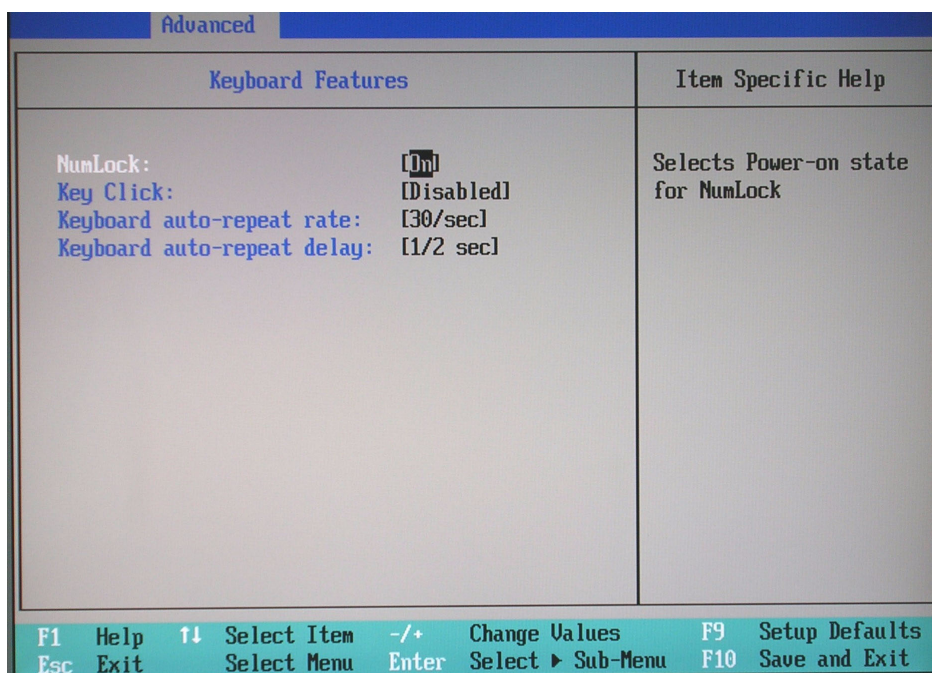 Advanced
Keyboard Features
Item Specific Help
NumLock: [On]
Key Click: [Disabled]
Keyboard auto-repeat rate: [30/sec]
Keyboard auto-repeat delay: [1/2 sec]
Selects Power-on state
for NumLock
F1 Help ↑↓ Select Item -/+ Change Values F9 Setup Defaults
Esc Exit Select Menu Enter Select ▶ Sub-Menu F10 Save and Exit